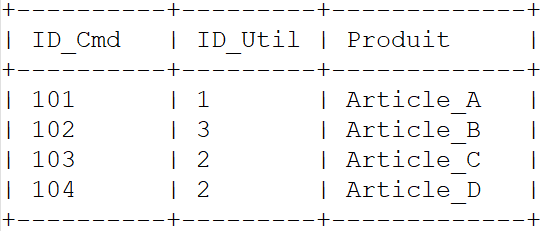 +----------+---------+-------------+
| ID_Cmd   | ID_Util | Produit     |
+----------+---------+-------------+
| 101      | 1       | Article_A   |
| 102      | 3       | Article_B   |
| 103      | 2       | Article_C   |
| 104      | 2       | Article_D   |
+----------+---------+-------------+